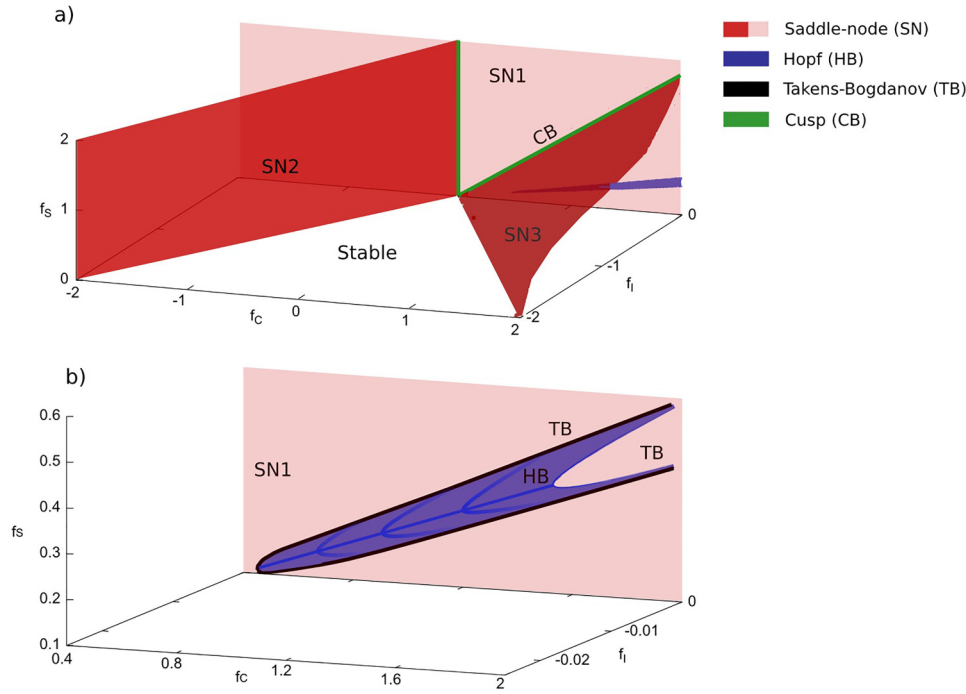 a)
Saddle-node (SN)
Hopf (HB)
Takens-Bogdanov (TB)
Cusp (CB)
SN1
CB
SN2
SN3
Stable
2
1
0
fS
-2
-1
0
1
2
fC
-2
-1
0
fI
b)
0.6
0.5
0.4
0.3
0.2
0.1
fS
SN1
TB
TB
HB
0.4
0.8
1.2
1.6
2
fC
-0.02
-0.01
0
fI